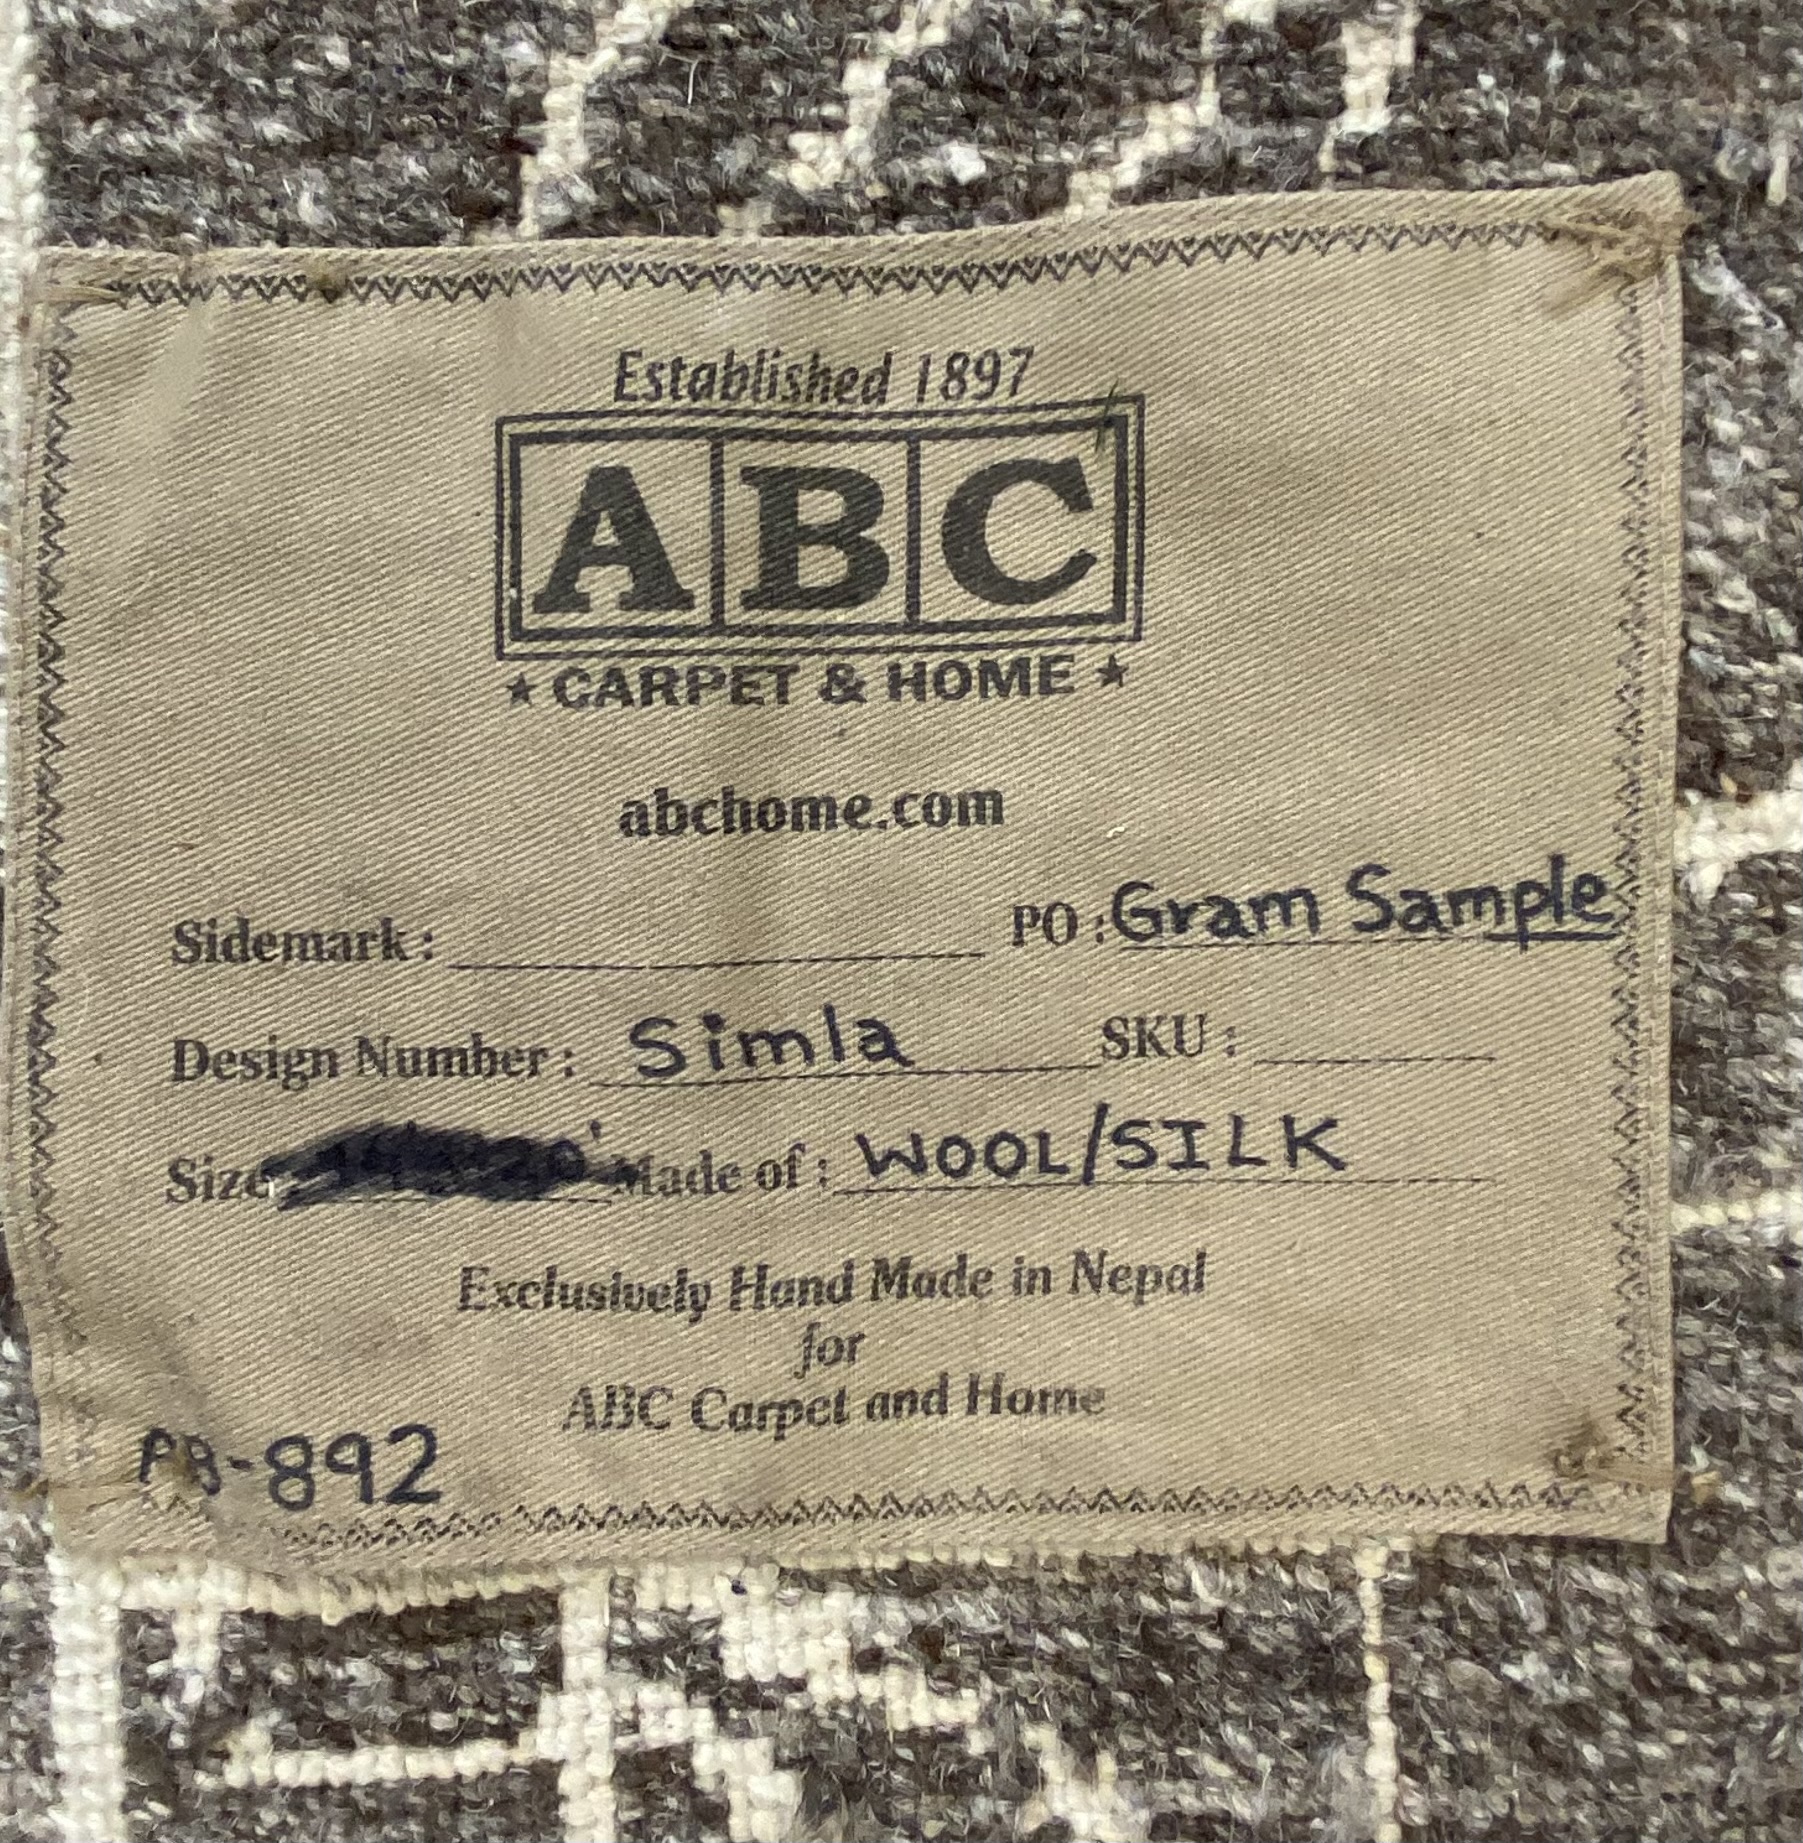 Established 1897
ABC
★ CARPET & HOME ★
abchome.com
Sidemark : PO : Gram Sample
Design Number : Simla SKU :
Size Made of : WOOL/SILK
Exclusively Hand Made in Nepal
for
ABC Carpet and Home
PB-892